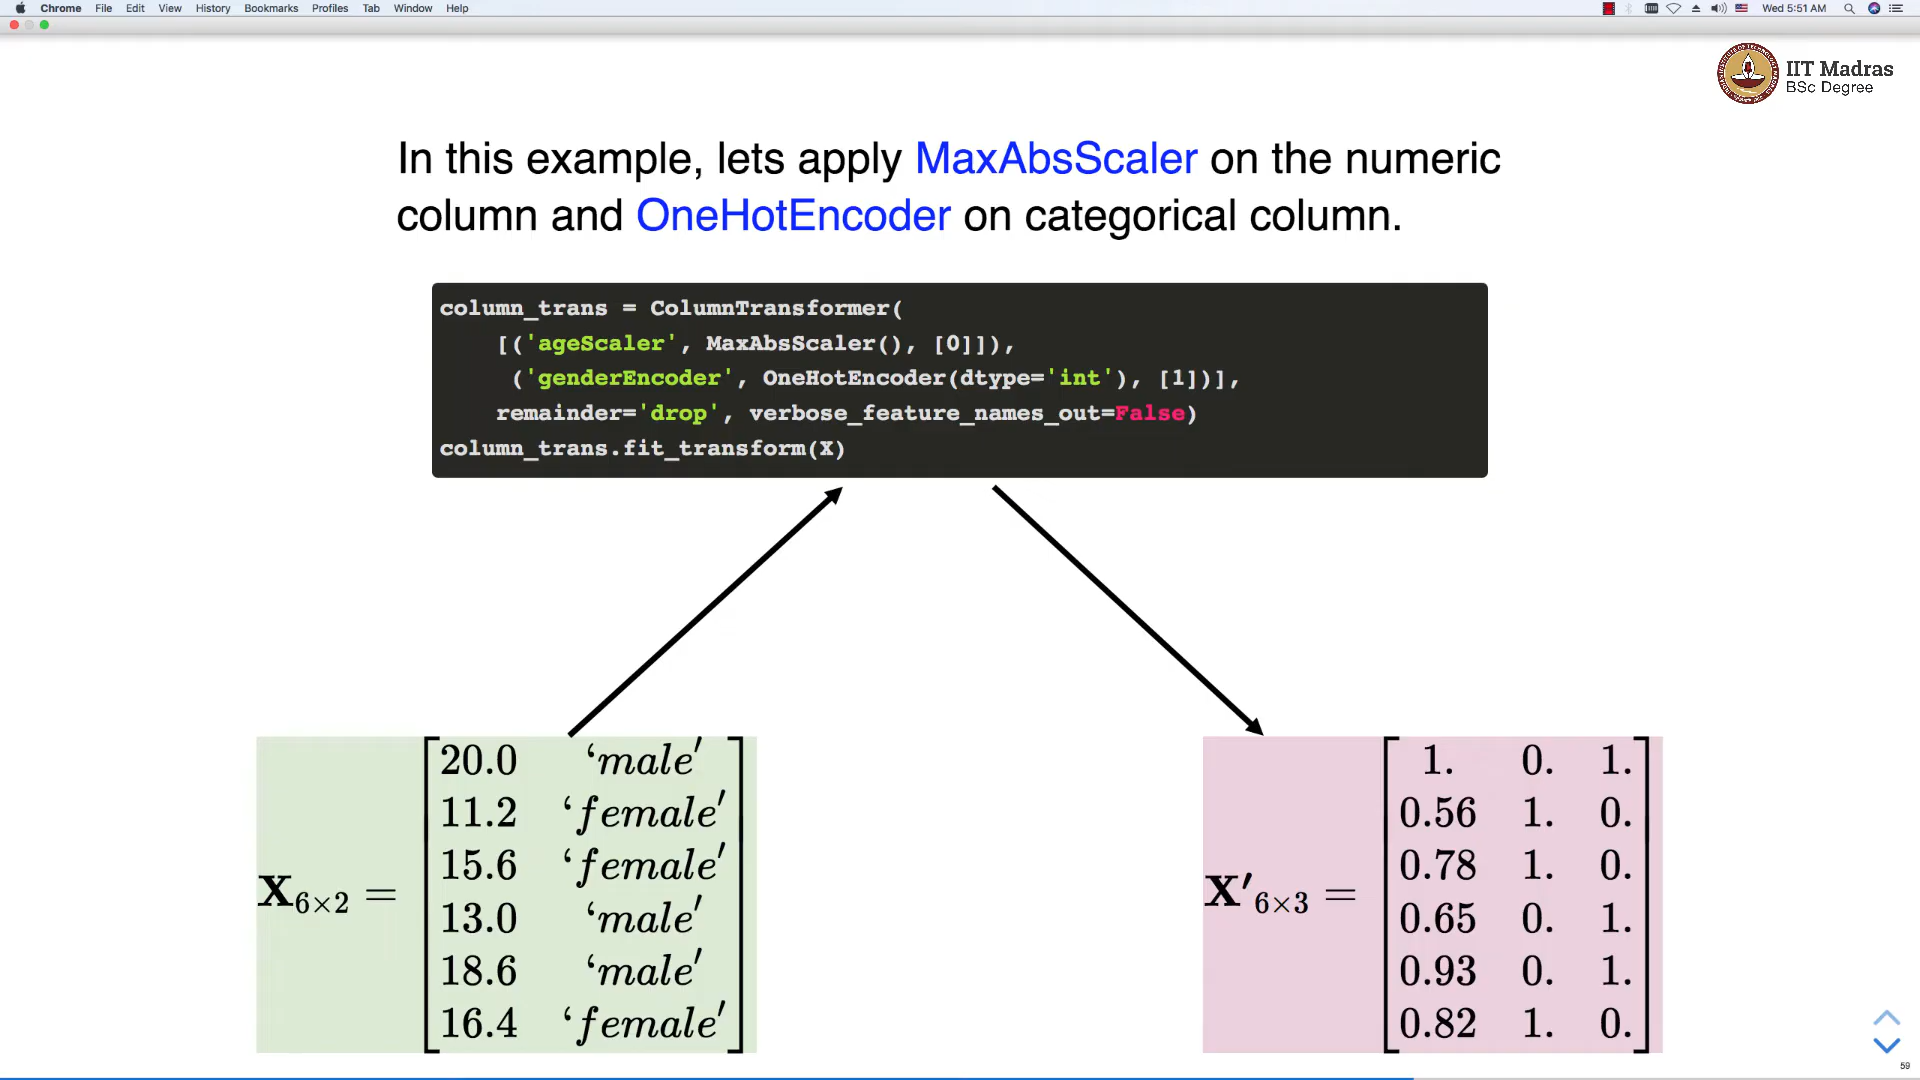 Chrome File Edit View History Bookmarks Profiles Tab Window Help Wed 5:51 AM
IIT Madras
BSc Degree
In this example, lets apply MaxAbsScaler on the numeric
column and OneHotEncoder on categorical column.
column_trans = ColumnTransformer(
[('ageScaler', MaxAbsScaler(), [0]]),
('genderEncoder', OneHotEncoder(dtype='int'), [1])],
remainder='drop', verbose_feature_names_out=False)
column_trans.fit_transform(X)
X6×2 =
20.0 ‘male′
11.2 ‘female′
15.6 ‘female′
13.0 ‘male′
18.6 ‘male′
16.4 ‘female′
X′6×3 =
1. 0. 1.
0.56 1. 0.
0.78 1. 0.
0.65 0. 1.
0.93 0. 1.
0.82 1. 0.
59